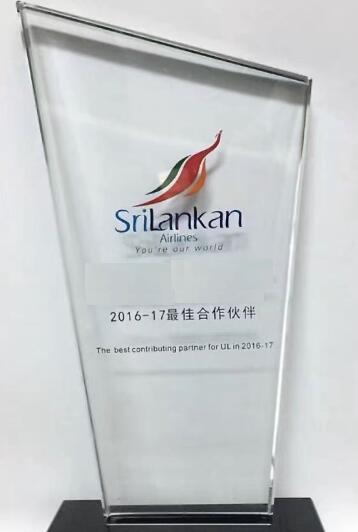 SriLankan
Airlines
You're our world
2016-17最佳合作伙伴
The best contributing partner for UL in 2016-17